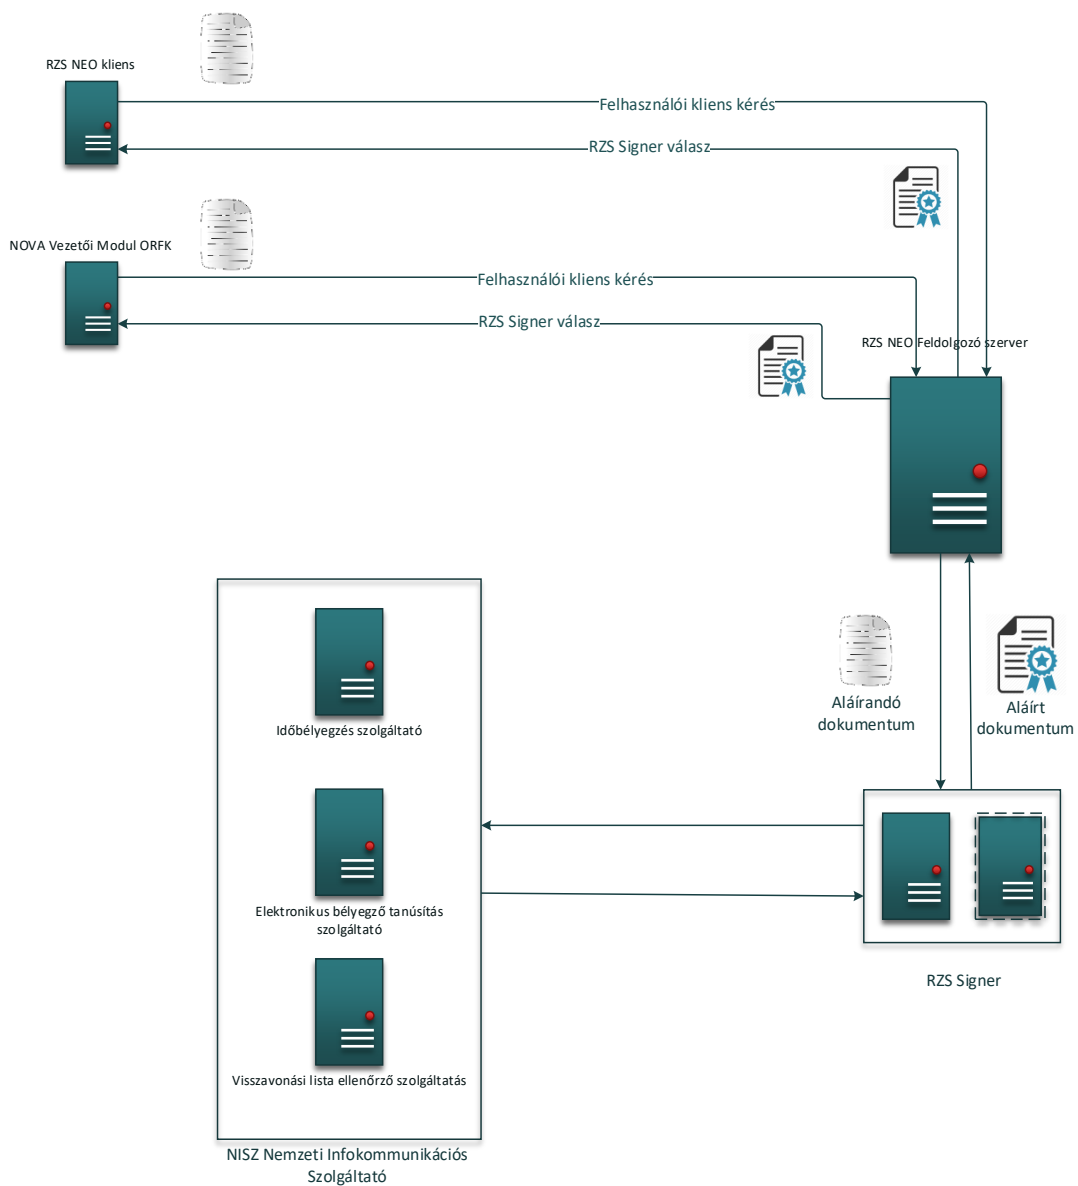 RZS NEO kliens
Felhasználói kliens kérés
RZS Signer válasz
NOVA Vezetői Modul ORFK
Felhasználói kliens kérés
RZS Signer válasz
RZS NEO Feldolgozó szerver
Aláírandó
dokumentum
Aláírt
dokumentum
Időbélyegzés szolgáltató
Elektronikus bélyegző tanúsítás
szolgáltató
RZS Signer
Visszavonási lista ellenőrző szolgáltatás
NISZ Nemzeti Infokommunikációs
Szolgáltató